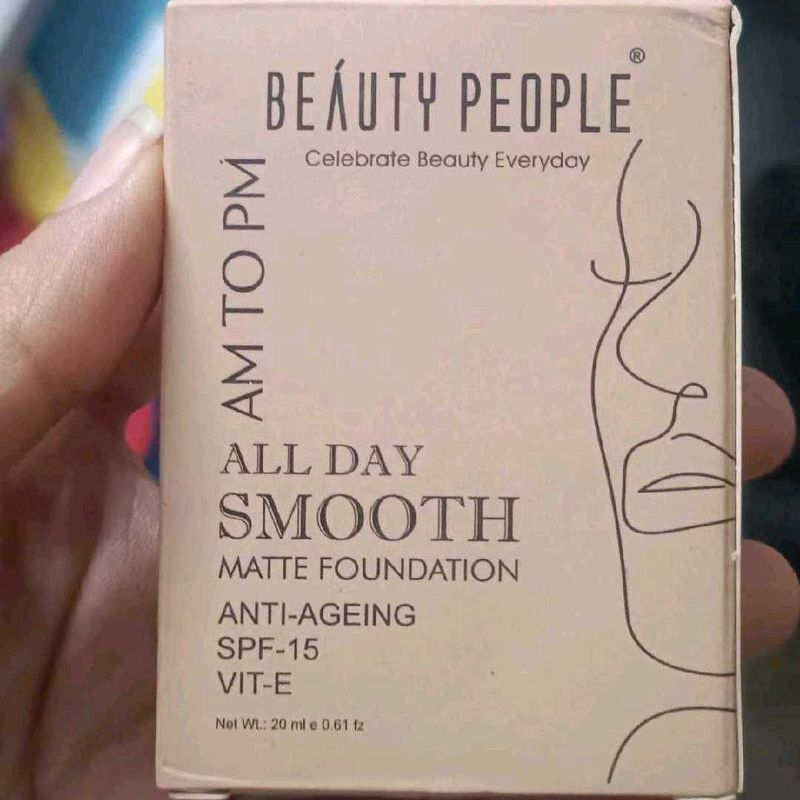 BEÁUTY PEOPLE®
Celebrate Beauty Everyday
AM TO PM
ALL DAY
SMOOTH
MATTE FOUNDATION
ANTI-AGEING
SPF-15
VIT-E
Net Wt.: 20 ml e 0.61 fz